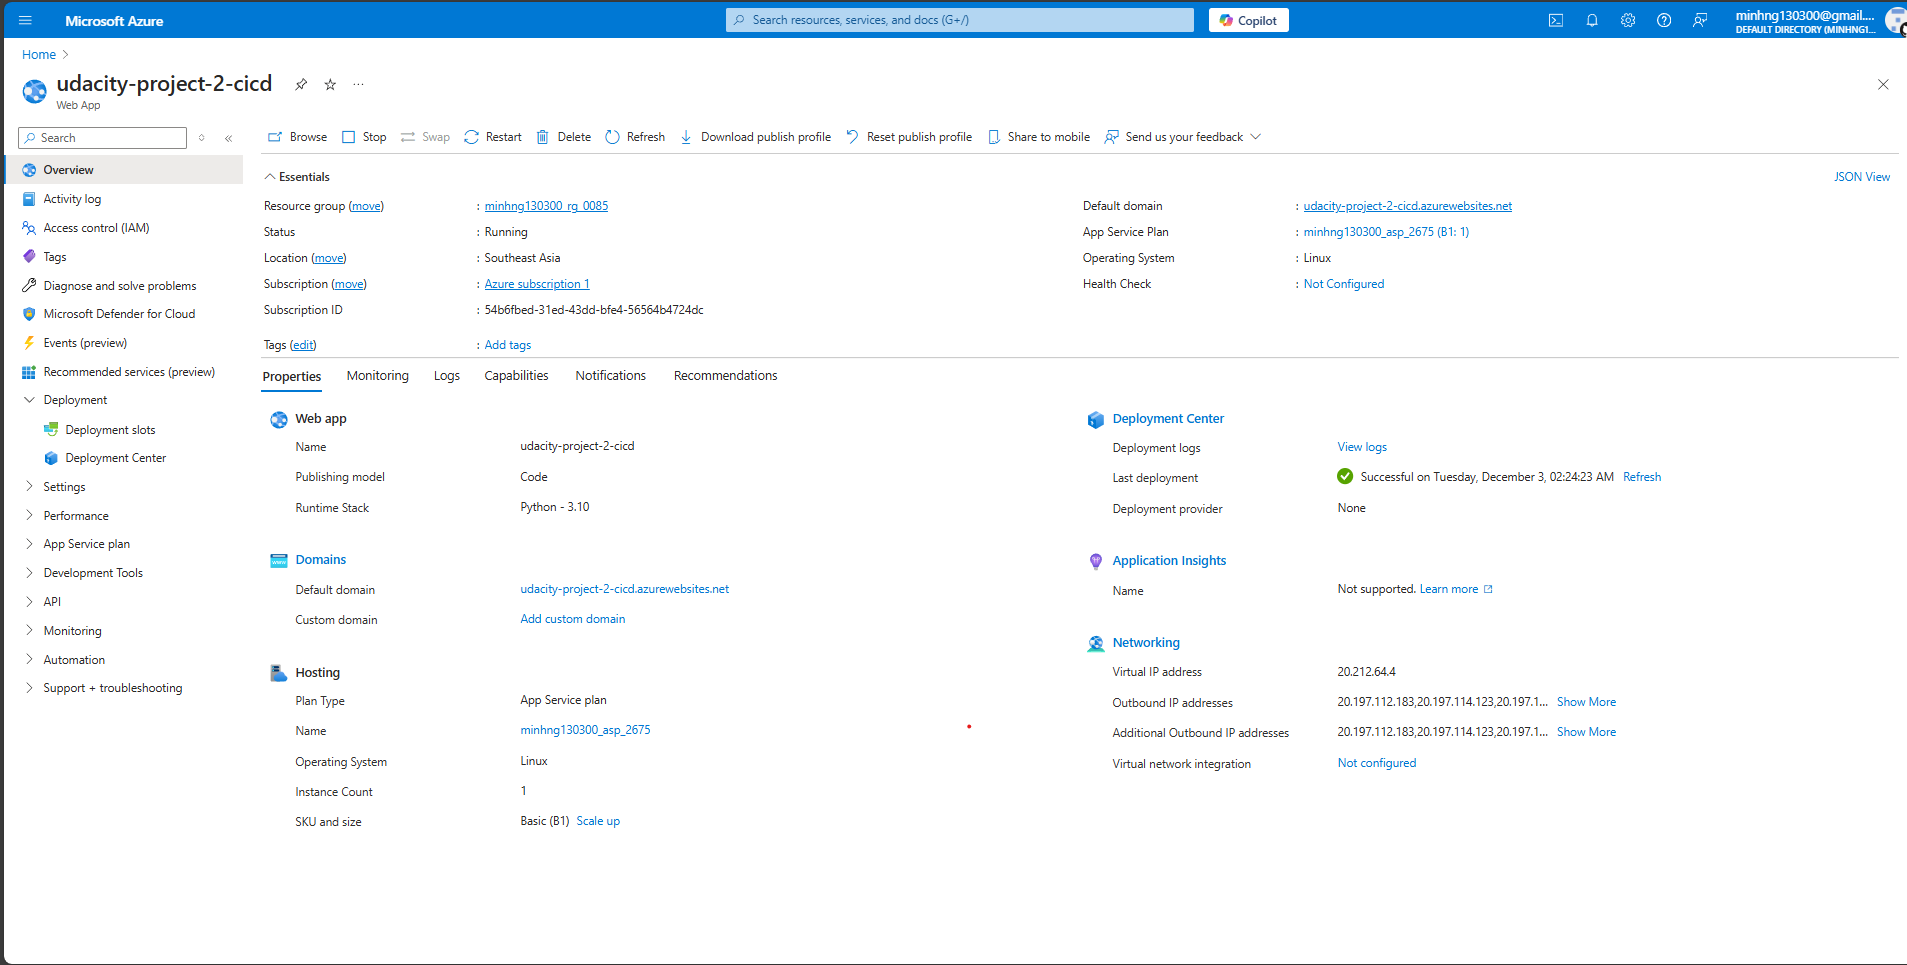 Microsoft Azure
Search resources, services, and docs (G+/)
Copilot
minhng130300@gmail....
DEFAULT DIRECTORY (MINHNG1...
Home
udacity-project-2-cicd
Web App
Search
Browse
Stop
Swap
Restart
Delete
Refresh
Download publish profile
Reset publish profile
Share to mobile
Send us your feedback
Overview
Activity log
Access control (IAM)
Tags
Diagnose and solve problems
Microsoft Defender for Cloud
Events (preview)
Recommended services (preview)
Deployment
Deployment slots
Deployment Center
Settings
Performance
App Service plan
Development Tools
API
Monitoring
Automation
Support + troubleshooting
Essentials
JSON View
Resource group (move) : minhng130300_rg_0085
Status : Running
Location (move) : Southeast Asia
Subscription (move) : Azure subscription 1
Subscription ID : 54b6fbed-31ed-43dd-bfe4-56564b4724dc
Default domain : udacity-project-2-cicd.azurewebsites.net
App Service Plan : minhng130300_asp_2675 (B1: 1)
Operating System : Linux
Health Check : Not Configured
Tags (edit) : Add tags
Properties
Monitoring
Logs
Capabilities
Notifications
Recommendations
Web app
Name udacity-project-2-cicd
Publishing model Code
Runtime Stack Python - 3.10
Domains
Default domain udacity-project-2-cicd.azurewebsites.net
Custom domain Add custom domain
Hosting
Plan Type App Service plan
Name minhng130300_asp_2675
Operating System Linux
Instance Count 1
SKU and size Basic (B1) Scale up
Deployment Center
Deployment logs View logs
Last deployment Successful on Tuesday, December 3, 02:24:23 AM Refresh
Deployment provider None
Application Insights
Name Not supported. Learn more
Networking
Virtual IP address 20.212.64.4
Outbound IP addresses 20.197.112.183,20.197.114.123,20.197.1... Show More
Additional Outbound IP addresses 20.197.112.183,20.197.114.123,20.197.1... Show More
Virtual network integration Not configured